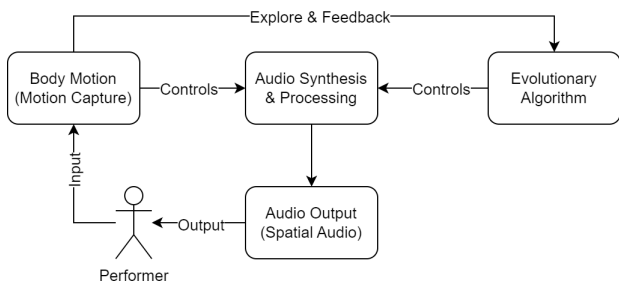 Explore & Feedback
Body Motion
(Motion Capture)
Controls
Audio Synthesis
& Processing
Controls
Evolutionary
Algorithm
Input
Audio Output
(Spatial Audio)
Output
Performer